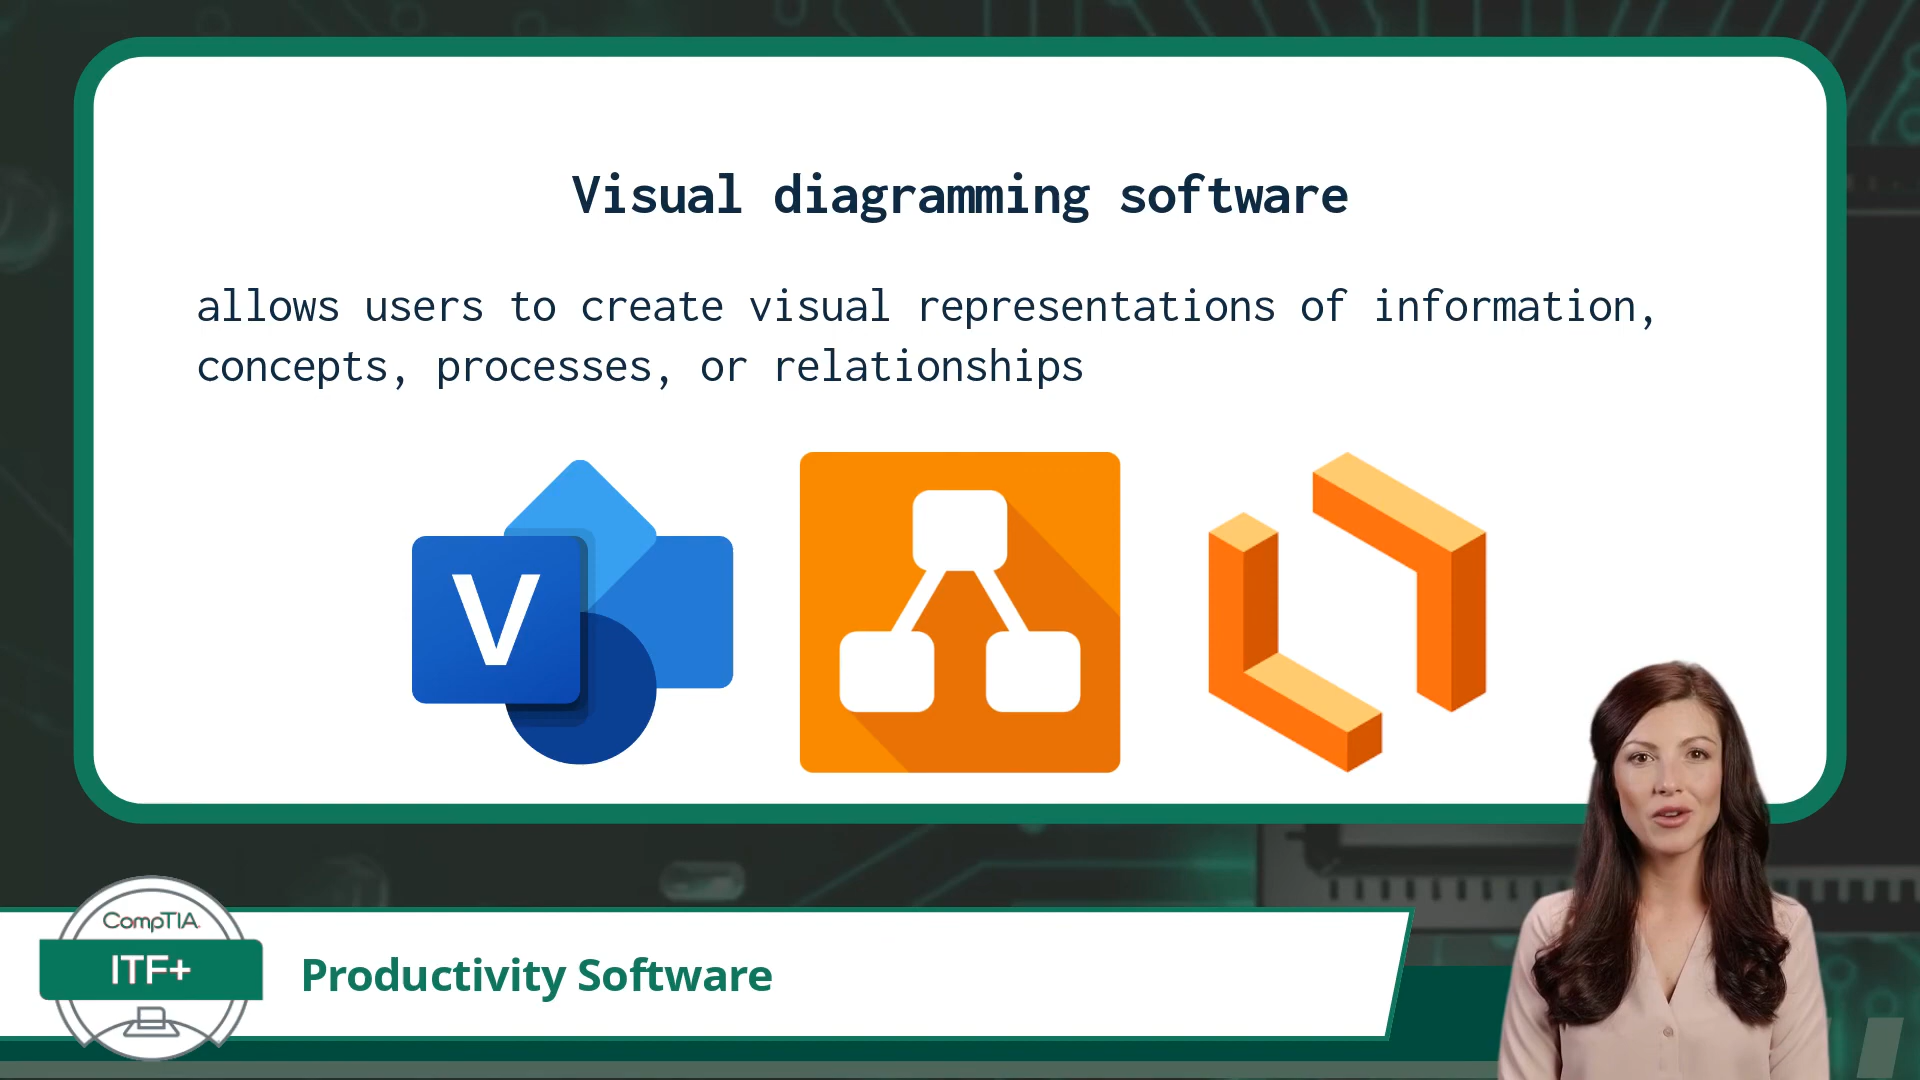 Visual diagramming software
allows users to create visual representations of information,
concepts, processes, or relationships
V
CompTIA
ITF+
Productivity Software